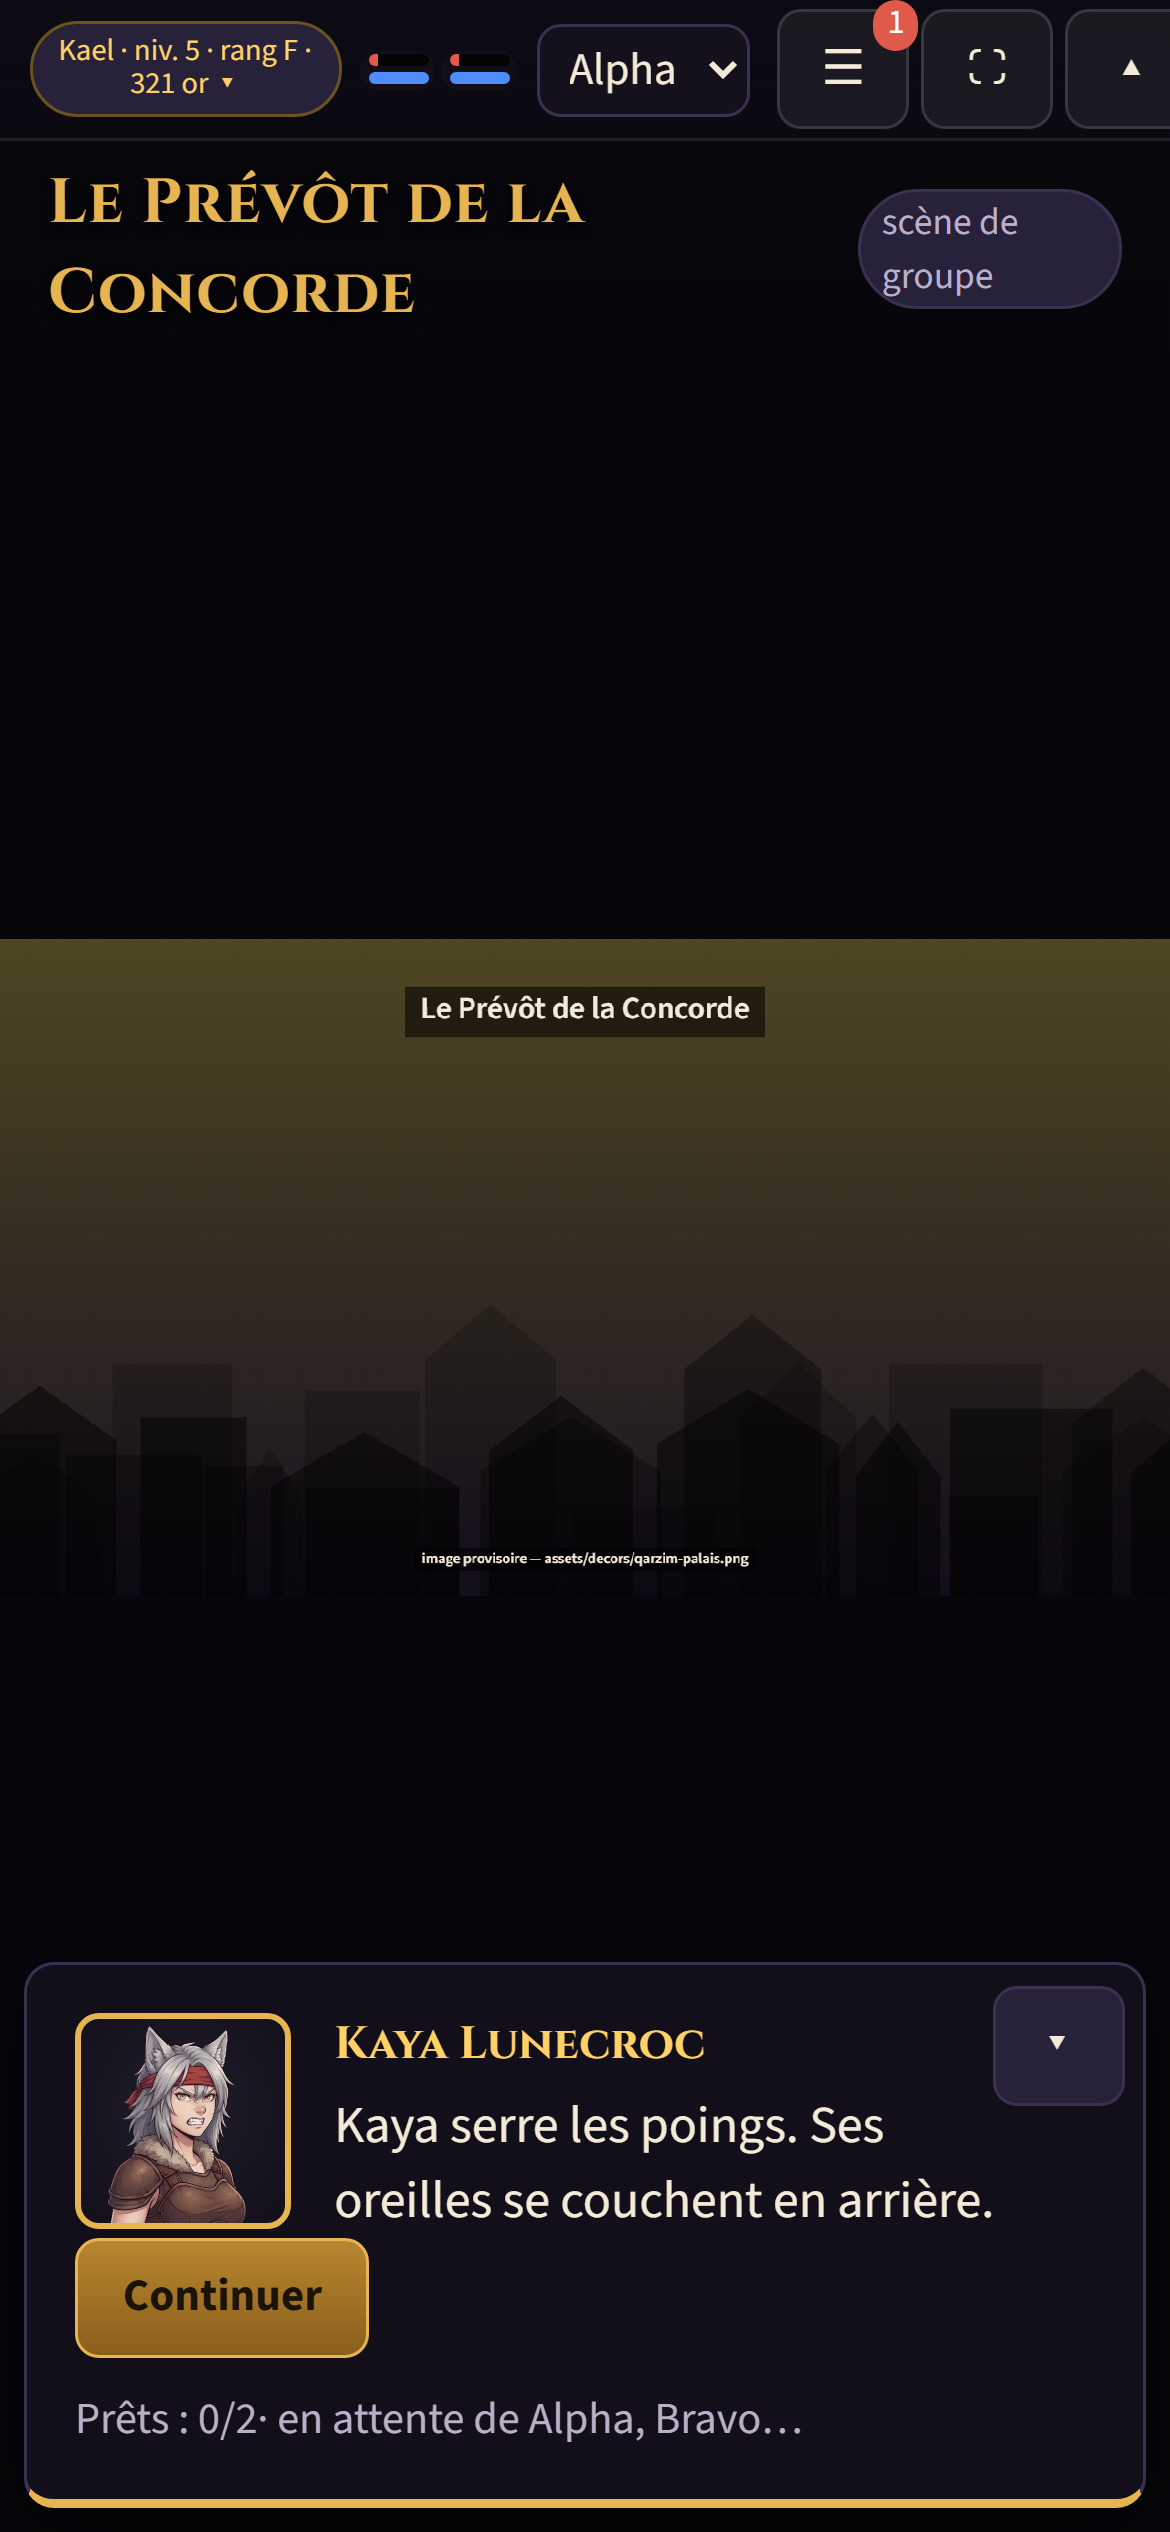 Kael · niv. 5 · rang F ·
321 or ▼
Alpha
1
Le Prévôt de la
Concorde
scène de
groupe
Le Prévôt de la Concorde
image provisoire — assets/decors/qarzim-palais.png
Kaya Lunecroc
Kaya serre les poings. Ses
oreilles se couchent en arrière.
Continuer
Prêts : 0/2· en attente de Alpha, Bravo…